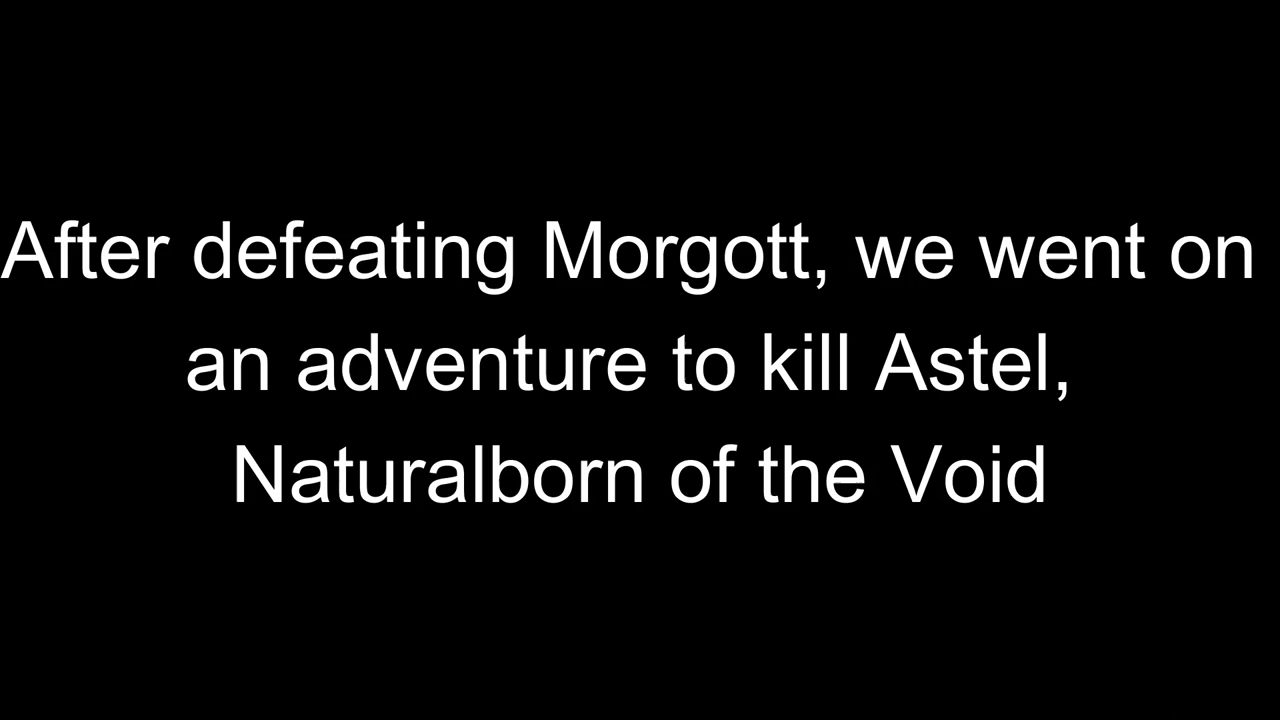 After defeating Morgott, we went on
an adventure to kill Astel,
Naturalborn of the Void